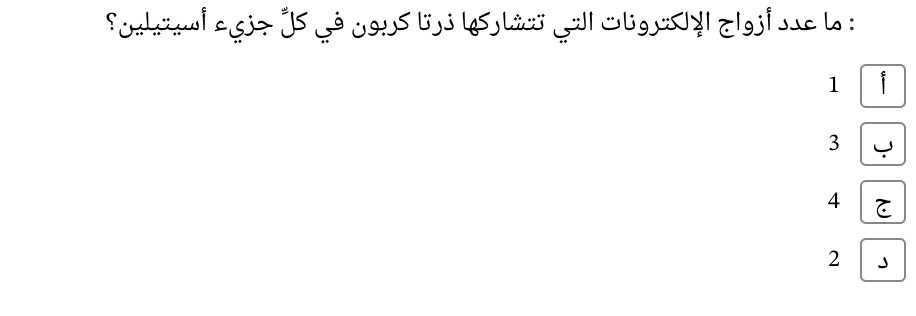 : ما عدد أزواج الإلكترونات التي تتشاركها ذرتا كربون في كلِّ جزيء أسيتيلين؟
أ 1
ب 3
ج 4
د 2